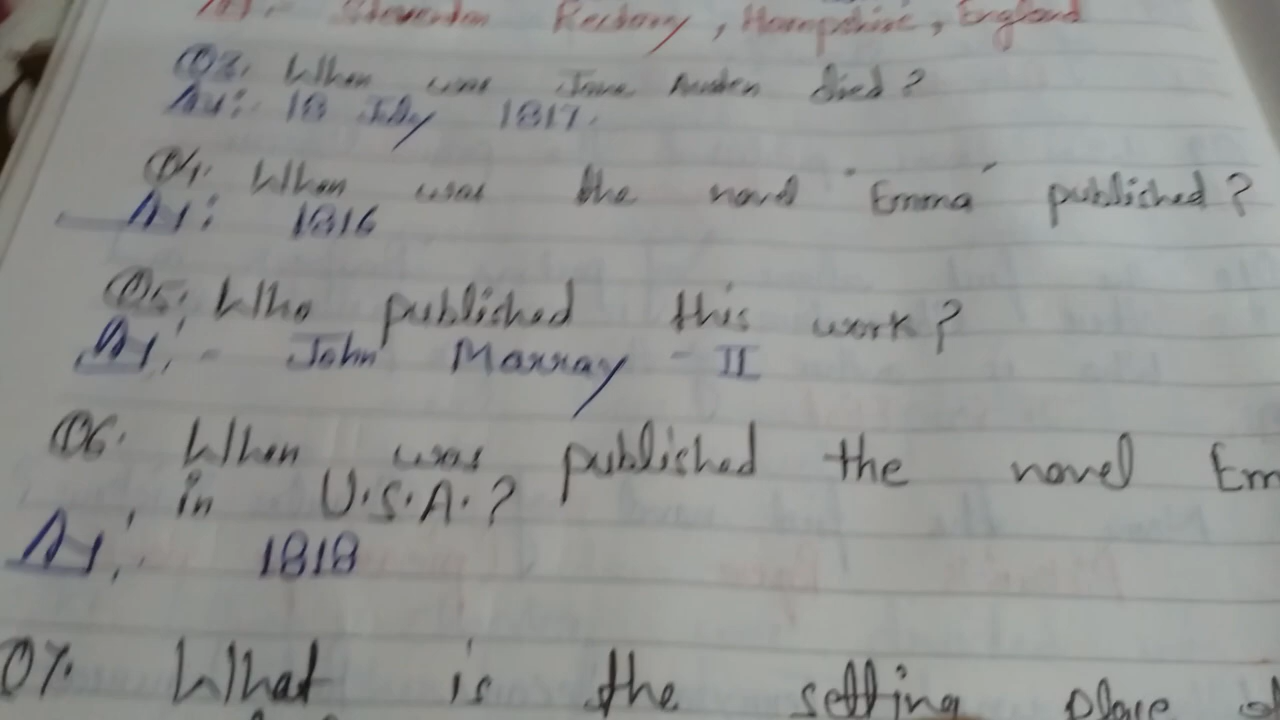 A1:- Steventon Rectory, Hampshire, England
Q3. When was Jane Austen died?
Ans: 18 July 1817.
Q4. When was the novel "Emma" published?
A1: 1816
Q5. Who published this work?
A1:- John Marray - II
Q6. When was published the novel Em
in U.S.A.?
A1:- 1818
Q7. What is the setting place of